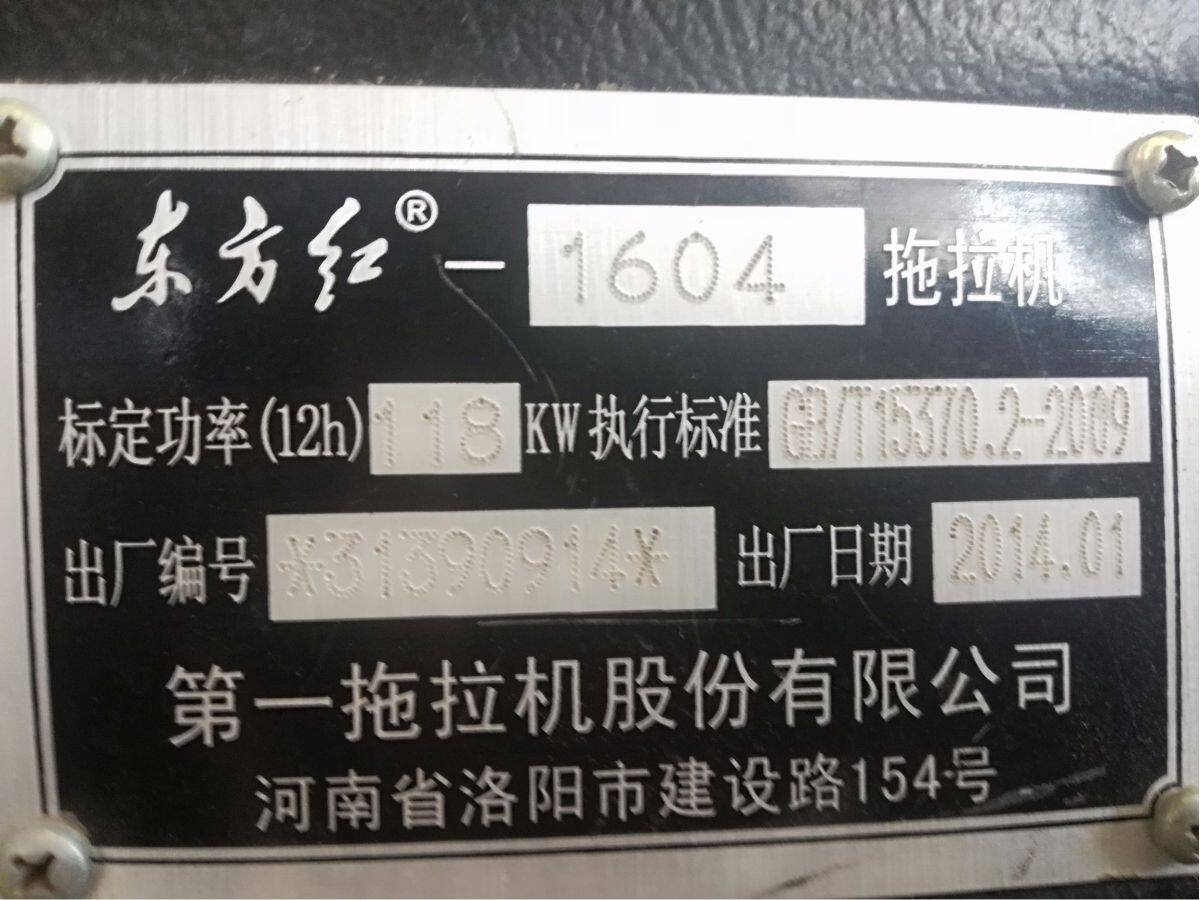 东方红®-1604 拖拉机
标定功率(12h) 118 KW 执行标准 GB/T15370.2-2009
出厂编号 *31390914* 出厂日期 2014.01
第一拖拉机股份有限公司
河南省洛阳市建设路154号